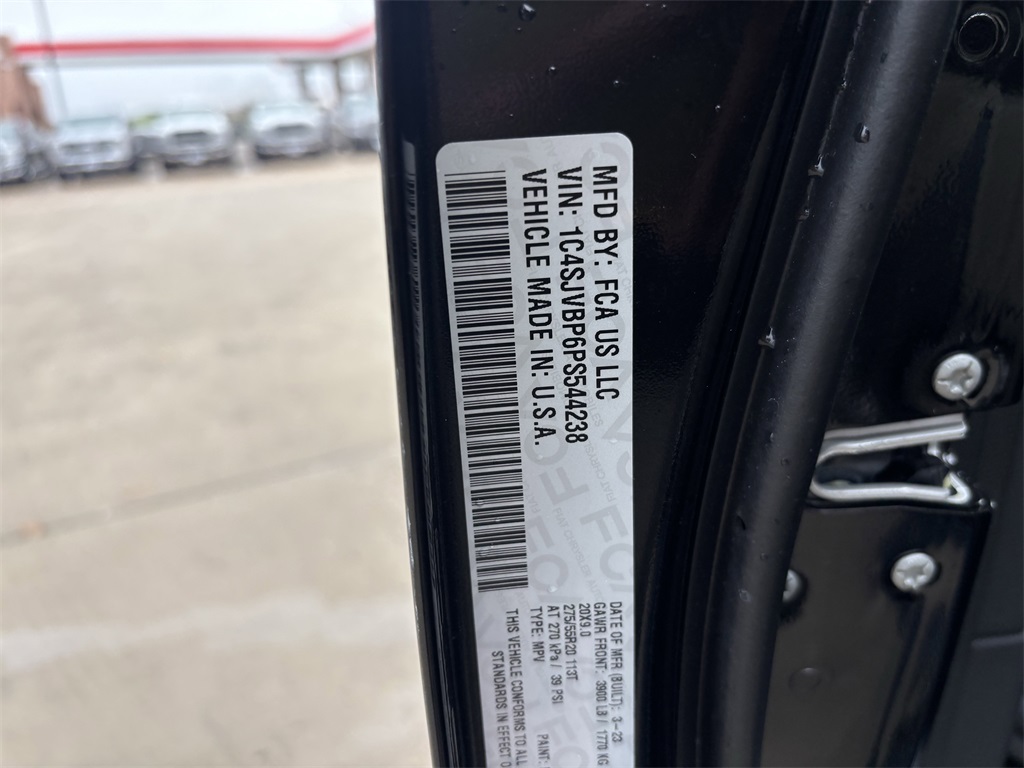 MFD BY: FCA US LLC
VIN: 1C4SJVBP6PS544238
VEHICLE MADE IN: U.S.A.
DATE OF MFR (BUILT): 3-23
GAWR FRONT: 3900 LB / 1770 KG
20X9.0
275/55R20 113T
AT 270 kPa / 39 PSI
TYPE: MPV
THIS VEHICLE CONFORMS TO ALL
STANDARDS IN EFFECT O
PAINT: